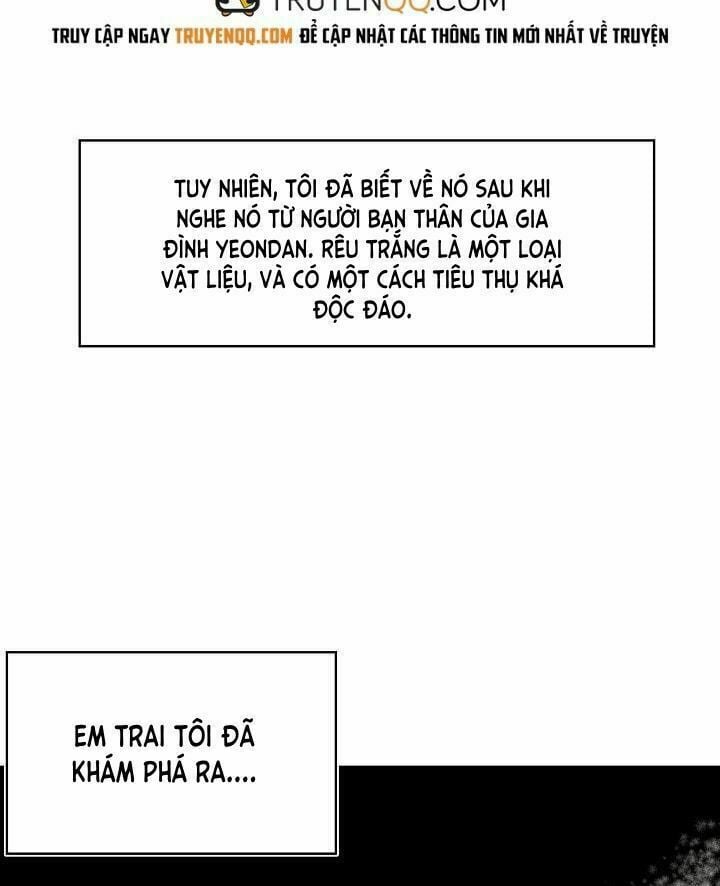 TRUYENQQ.COM
TRUY CẬP NGAY TRUYENQQ.COM ĐỂ CẬP NHẬT CÁC THÔNG TIN MỚI NHẤT VỀ TRUYỆN
TUY NHIÊN, TÔI ĐÃ BIẾT VỀ NÓ SAU KHI
NGHE NÓ TỪ NGƯỜI BẠN THÂN CỦA GIA
ĐÌNH YEONDAN. RÊU TRẮNG LÀ MỘT LOẠI
VẬT LIỆU, VÀ CÓ MỘT CÁCH TIÊU THỤ KHÁ
ĐỘC ĐÁO.
EM TRAI TÔI ĐÃ
KHÁM PHÁ RA....